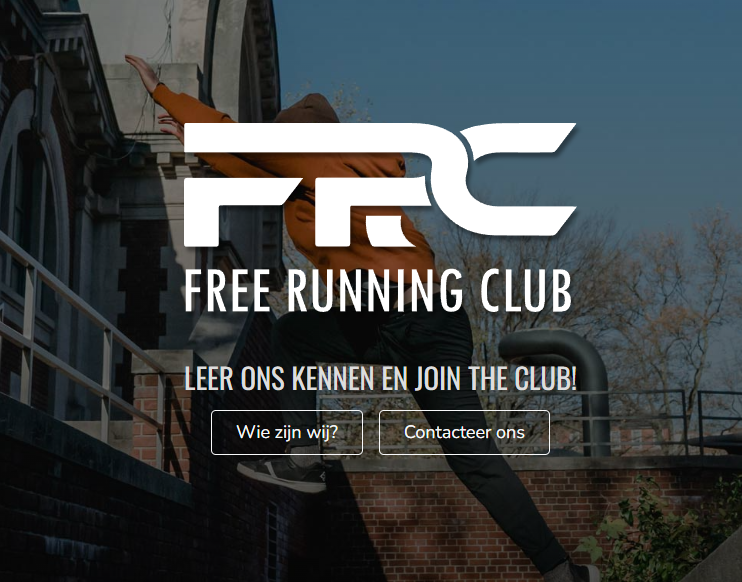 FRC
FREE RUNNING CLUB
LEER ONS KENNEN EN JOIN THE CLUB!
Wie zijn wij?
Contacteer ons